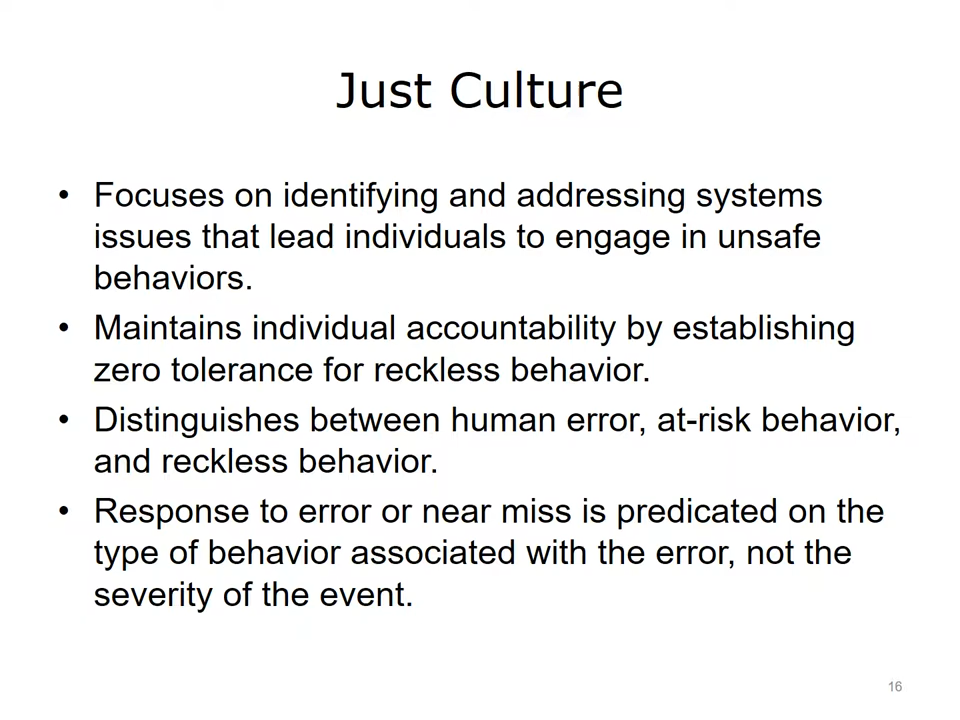 Just Culture
• Focuses on identifying and addressing systems
issues that lead individuals to engage in unsafe
behaviors.
• Maintains individual accountability by establishing
zero tolerance for reckless behavior.
• Distinguishes between human error, at-risk behavior,
and reckless behavior.
• Response to error or near miss is predicated on the
type of behavior associated with the error, not the
severity of the event.
16